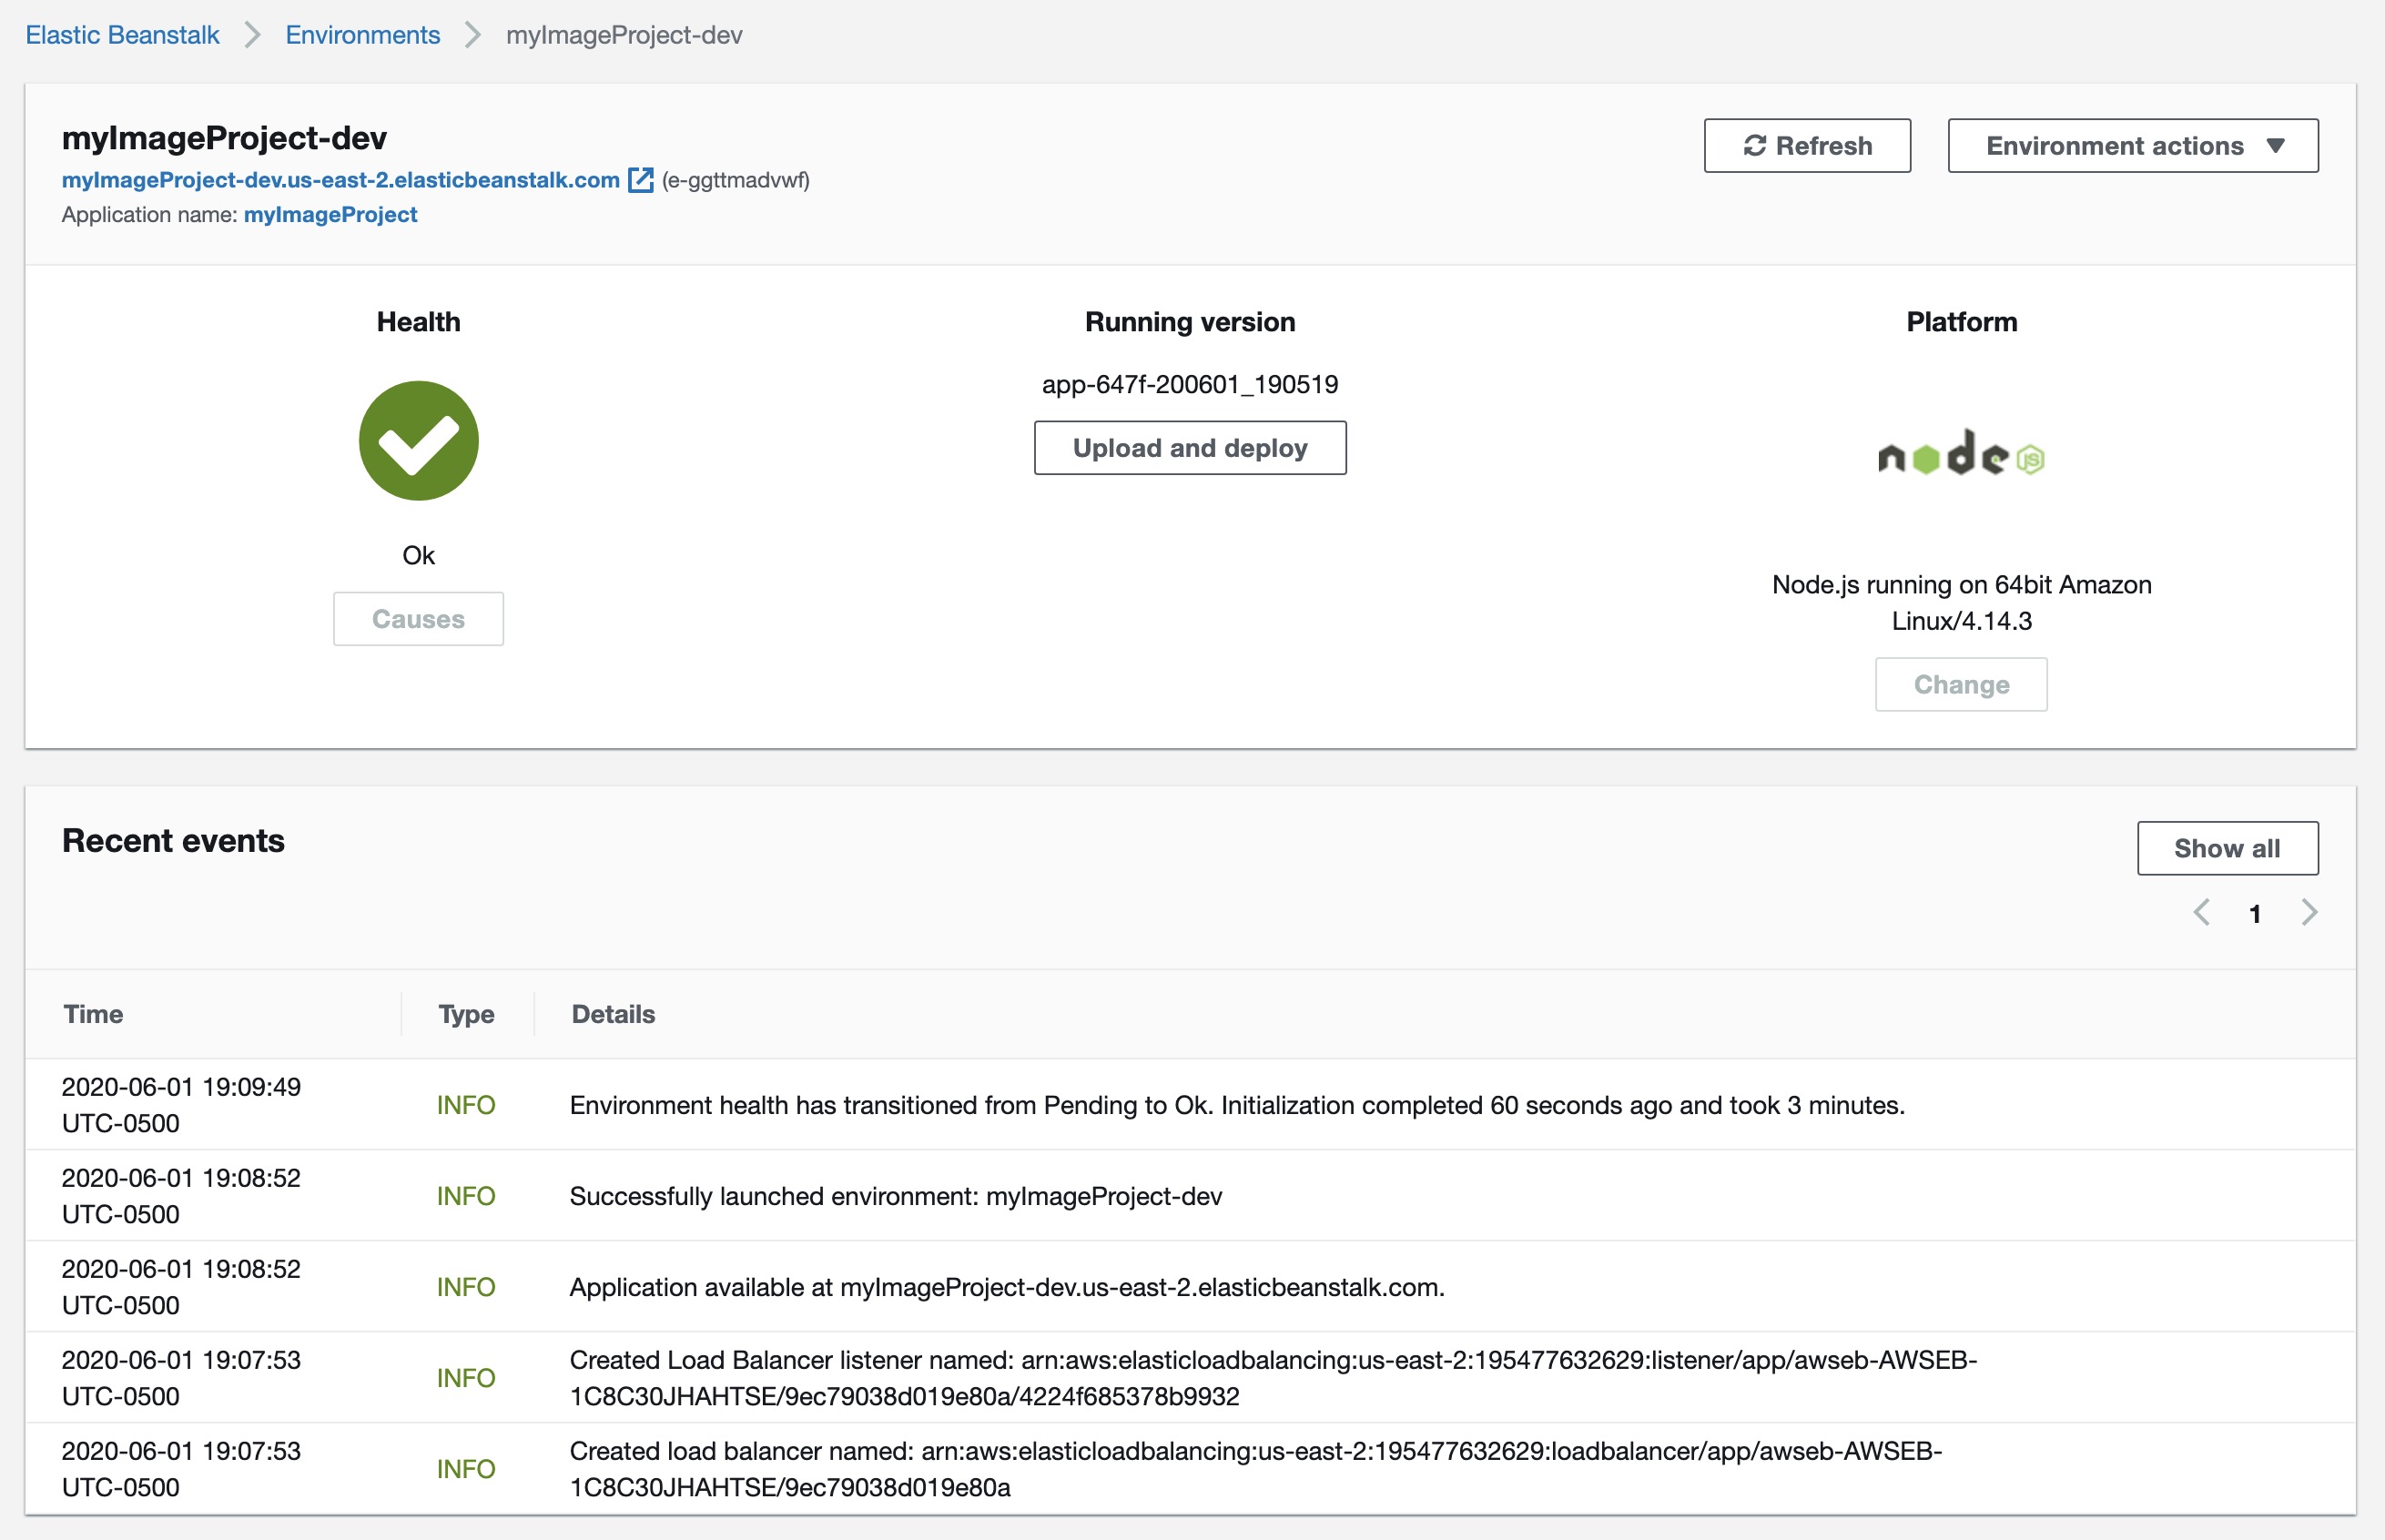 Elastic Beanstalk > Environments > myImageProject-dev
myImageProject-dev
myImageProject-dev.us-east-2.elasticbeanstalk.com (e-ggttmadvwf)
Application name: myImageProject
Refresh
Environment actions ▼
Health
Ok
Causes
Running version
app-647f-200601_190519
Upload and deploy
Platform
node JS
Node.js running on 64bit Amazon
Linux/4.14.3
Change
Recent events
Show all
< 1 >
Time Type Details
2020-06-01 19:09:49
UTC-0500
INFO
Environment health has transitioned from Pending to Ok. Initialization completed 60 seconds ago and took 3 minutes.
2020-06-01 19:08:52
UTC-0500
INFO
Successfully launched environment: myImageProject-dev
2020-06-01 19:08:52
UTC-0500
INFO
Application available at myImageProject-dev.us-east-2.elasticbeanstalk.com.
2020-06-01 19:07:53
UTC-0500
INFO
Created Load Balancer listener named: arn:aws:elasticloadbalancing:us-east-2:195477632629:listener/app/awseb-AWSEB-
1C8C30JHAHTSE/9ec79038d019e80a/4224f685378b9932
2020-06-01 19:07:53
UTC-0500
INFO
Created load balancer named: arn:aws:elasticloadbalancing:us-east-2:195477632629:loadbalancer/app/awseb-AWSEB-
1C8C30JHAHTSE/9ec79038d019e80a